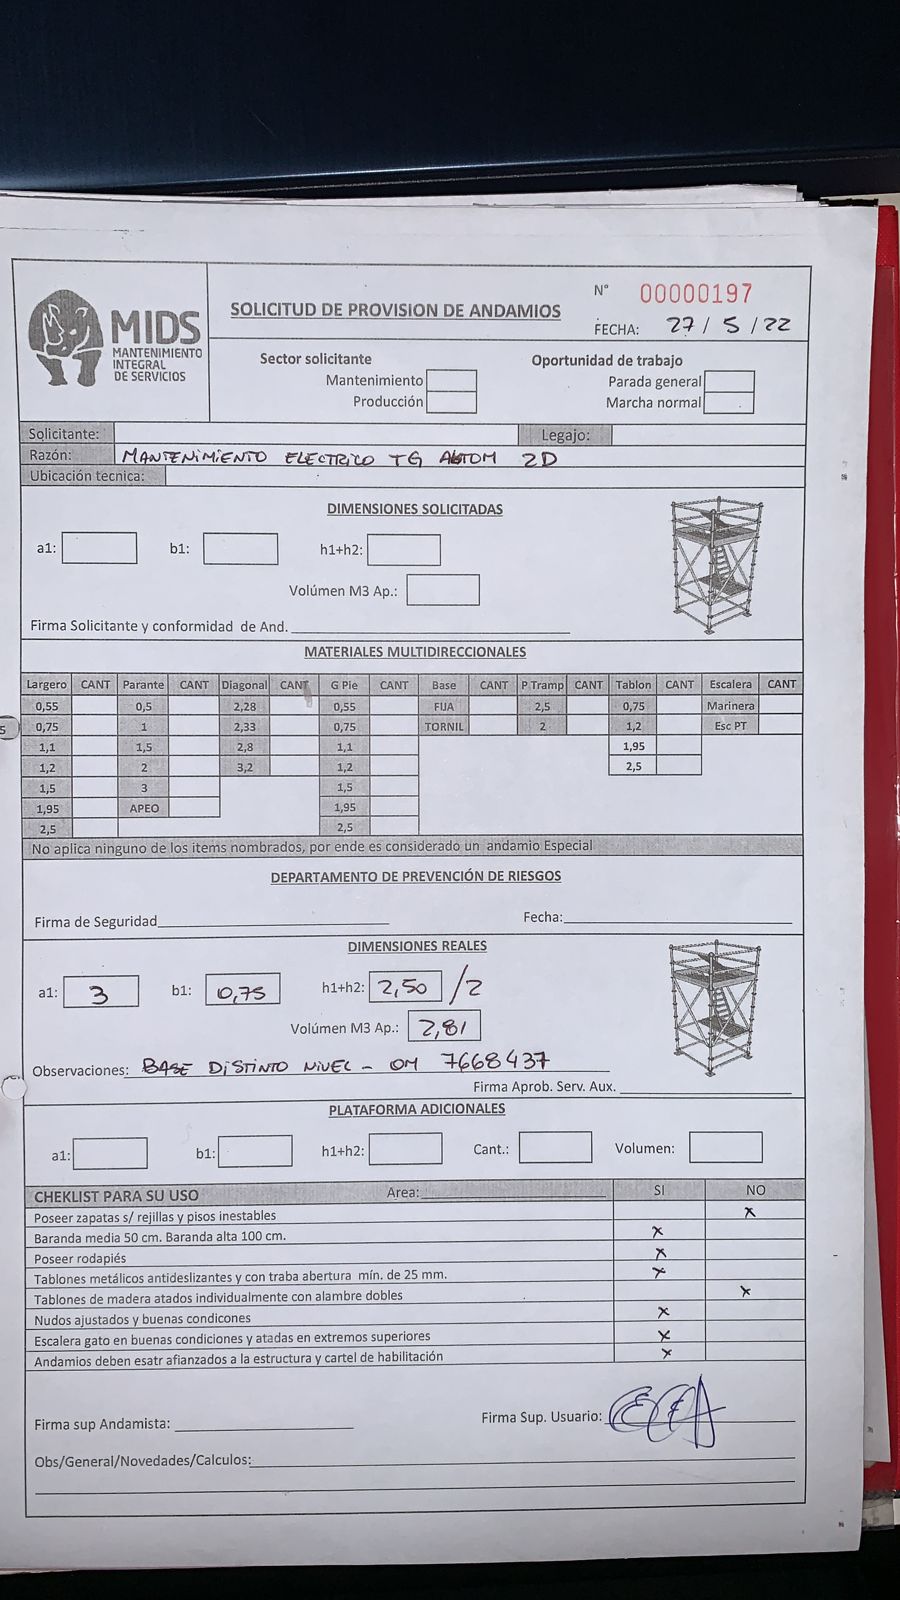 MIDS
MANTENIMIENTO
INTEGRAL
DE SERVICIOS
SOLICITUD DE PROVISION DE ANDAMIOS
N° 00000197
FECHA: 27 / 5 / 22
Sector solicitante
Mantenimiento
Producción
Oportunidad de trabajo
Parada general
Marcha normal
Solicitante: Legajo:
Razón: MANTENIMIENTO ELECTRICO TG ALSTOM 2D
Ubicación tecnica:
DIMENSIONES SOLICITADAS
a1: b1: h1+h2:
Volúmen M3 Ap.:
Firma Solicitante y conformidad de And.
MATERIALES MULTIDIRECCIONALES
Largero CANT Parante CANT Diagonal CANT G Pie CANT Base CANT P Tramp CANT Tablon CANT Escalera CANT
0,55 0,5 2,28 0,55 FIJA 2,5 0,75 Marinera
0,75 1 2,33 0,75 TORNIL 2 1,2 Esc PT
1,1 1,5 2,8 1,1 1,95
1,2 2 3,2 1,2 2,5
1,5 3 1,5
1,95 APEO 1,95
2,5 2,5
No aplica ninguno de los items nombrados, por ende es considerado un andamio Especial
DEPARTAMENTO DE PREVENCIÓN DE RIESGOS
Firma de Seguridad Fecha:
DIMENSIONES REALES
a1: 3 b1: 0,75 h1+h2: 2,50 /2
Volúmen M3 Ap.: 2,81
Observaciones: BASE DISTINTO NIVEL - OM 7668437
Firma Aprob. Serv. Aux.
PLATAFORMA ADICIONALES
a1: b1: h1+h2: Cant.: Volumen:
CHEKLIST PARA SU USO Area: SI NO
Poseer zapatas s/ rejillas y pisos inestables x
Baranda media 50 cm. Baranda alta 100 cm. x
Poseer rodapiés x
Tablones metálicos antideslizantes y con traba abertura mín. de 25 mm. x
Tablones de madera atados individualmente con alambre dobles x
Nudos ajustados y buenas condicones x
Escalera gato en buenas condiciones y atadas en extremos superiores x
Andamios deben esatr afianzados a la estructura y cartel de habilitación x
Firma sup Andamista: Firma Sup. Usuario:
Obs/General/Novedades/Calculos: